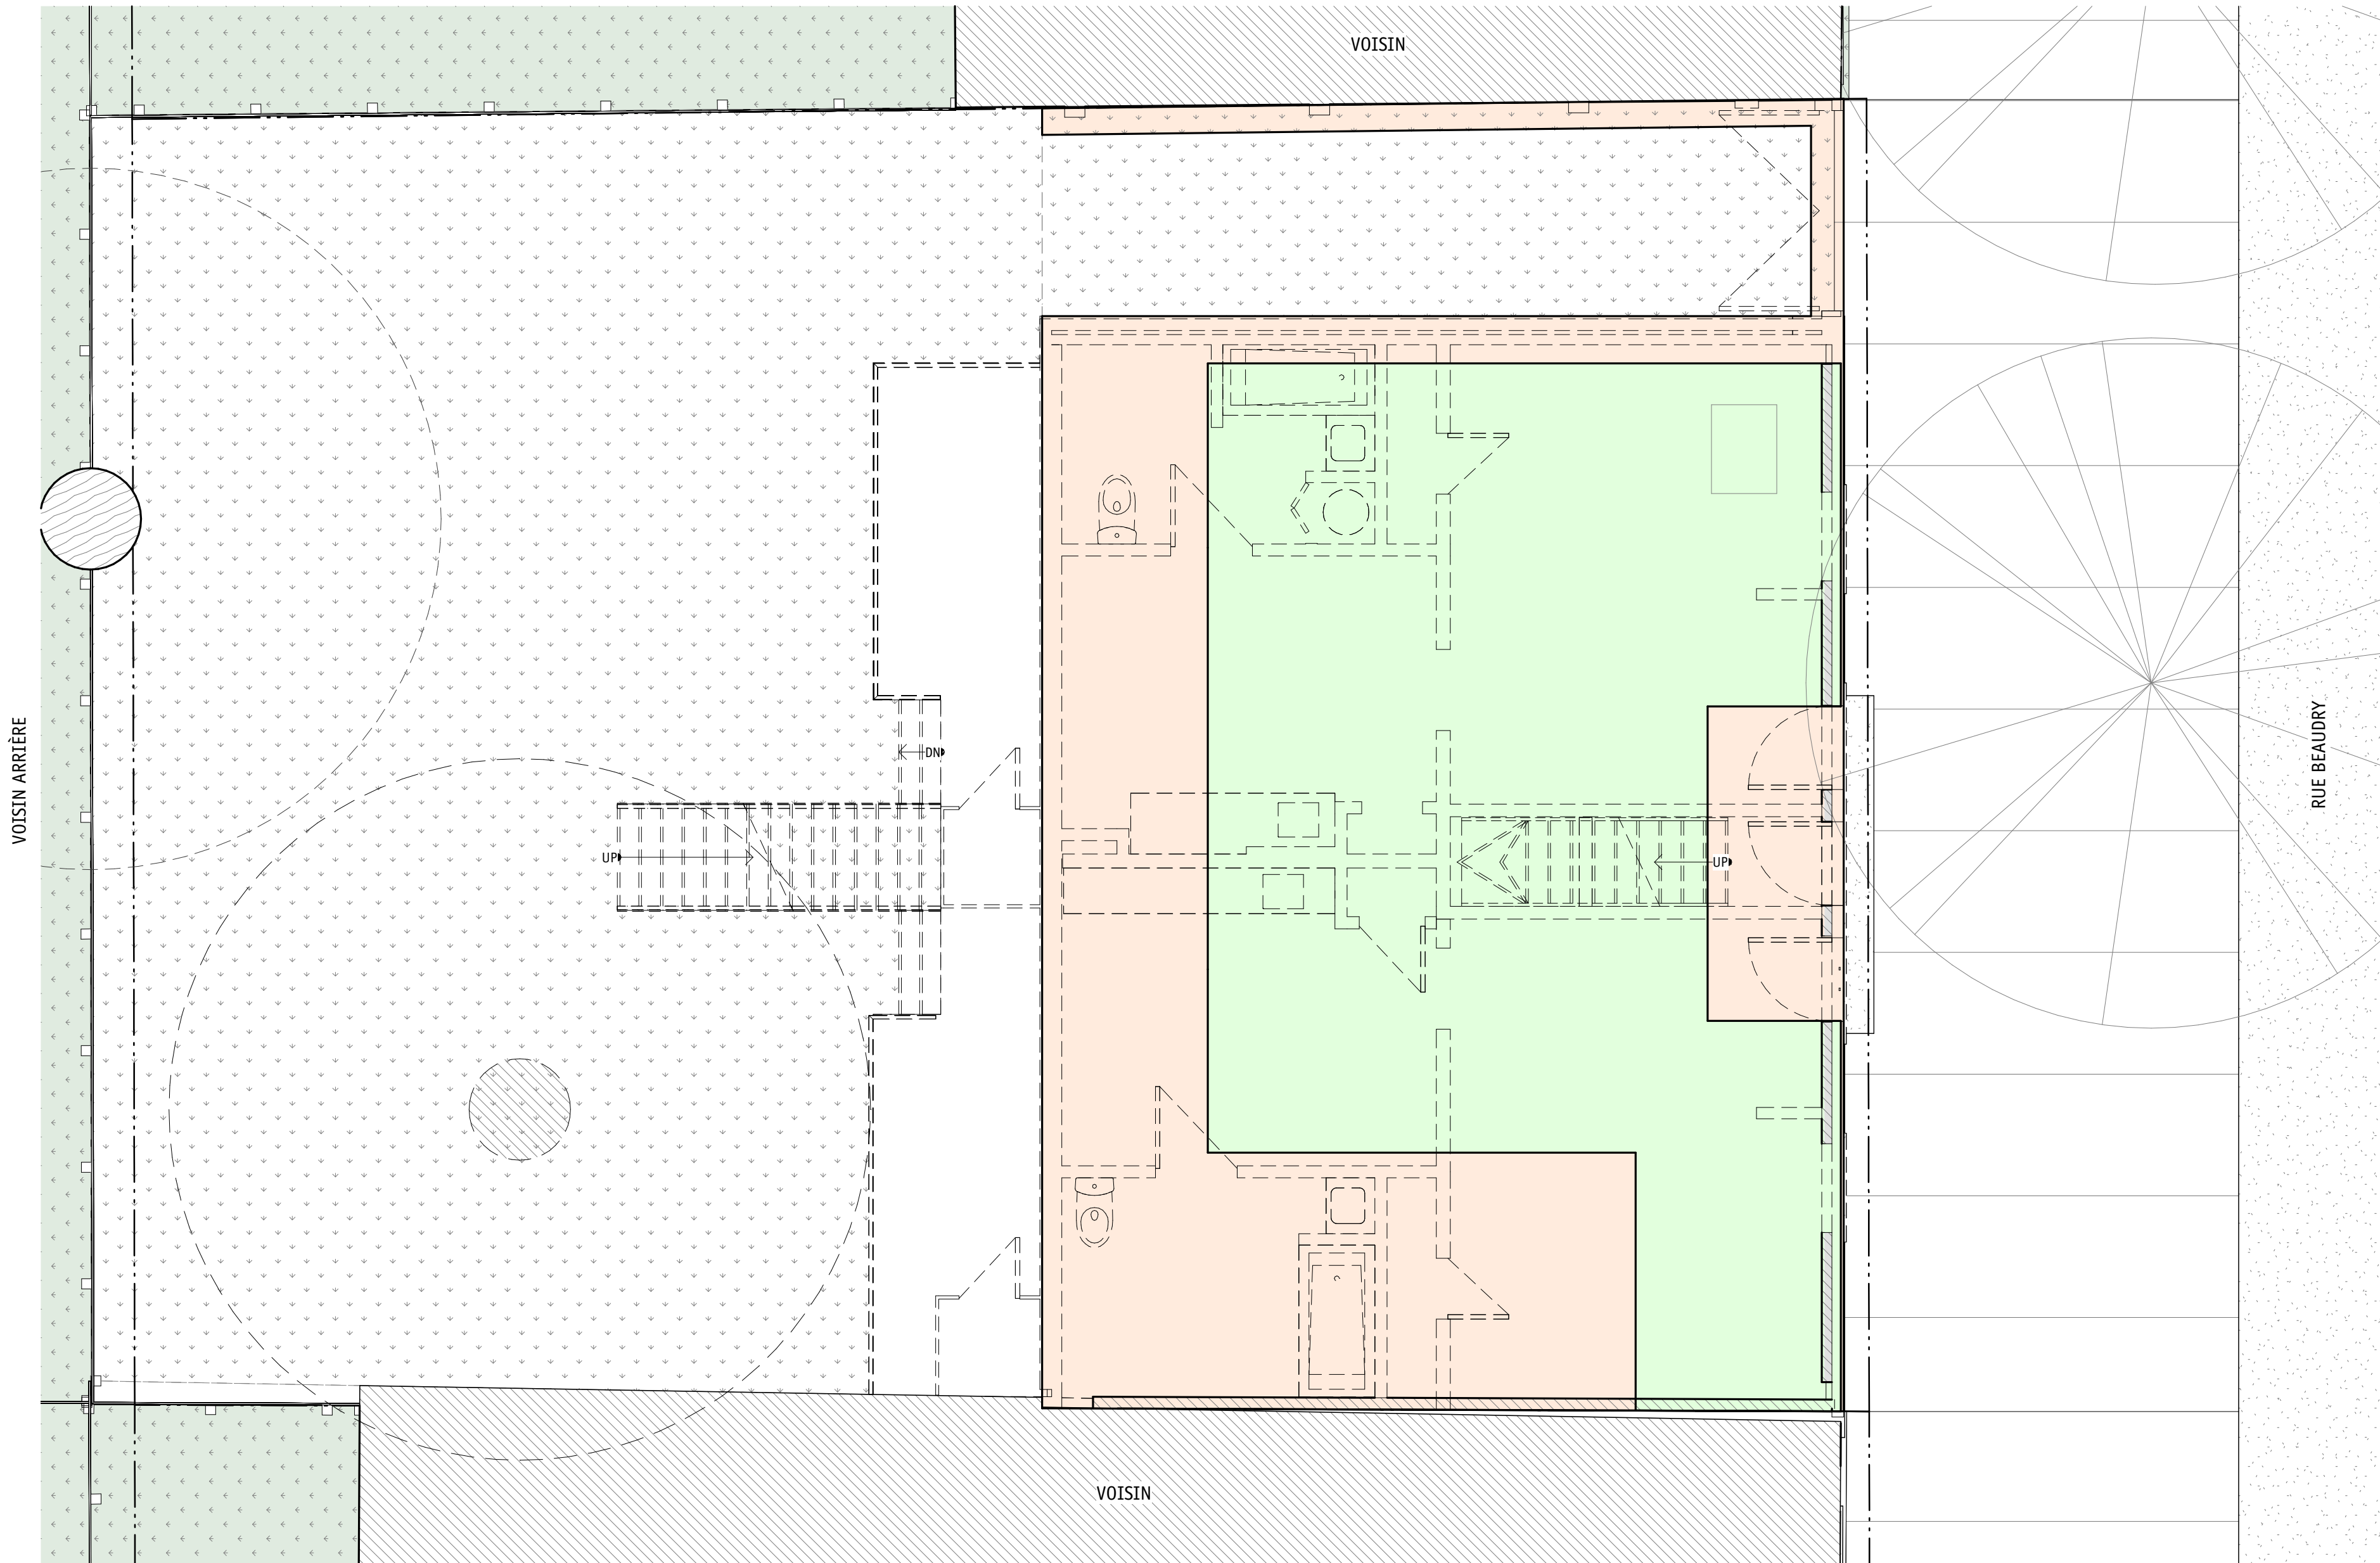 VOISIN
VOISIN ARRIÈRE
RUE BEAUDRY
DN
UP
UP
VOISIN